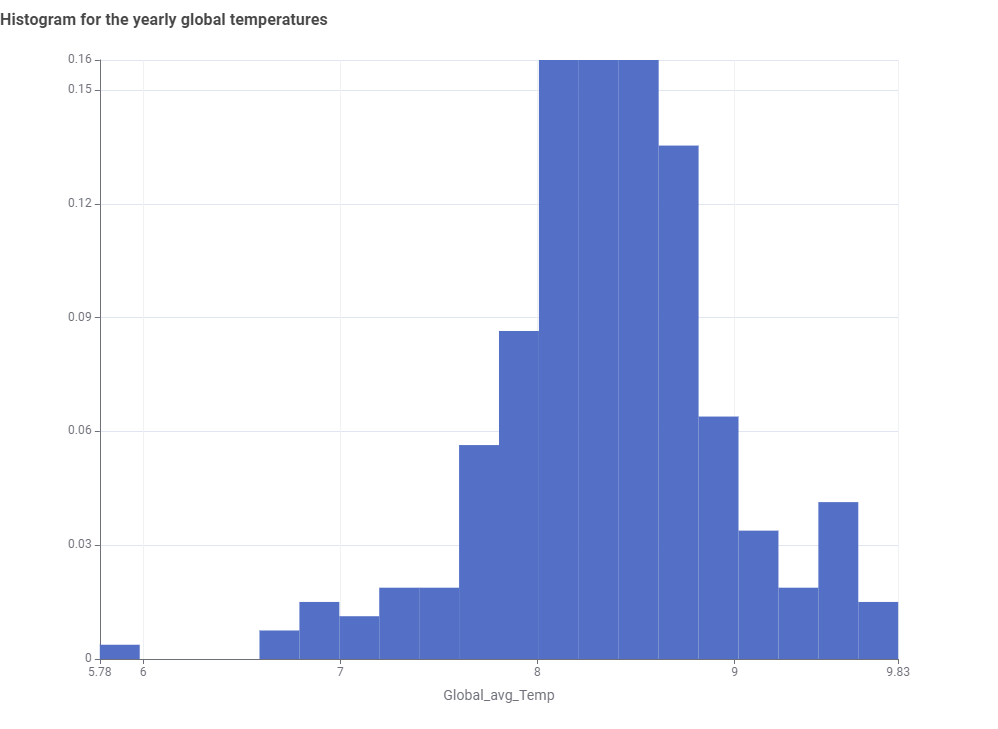 Histogram for the yearly global temperatures
0.16
0.15
0.12
0.09
0.06
0.03
0
5.78 6 7 8 9 9.83
Global_avg_Temp